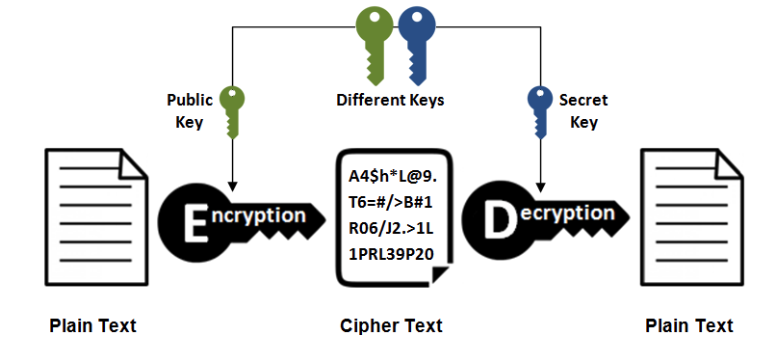 Public
Key
Different Keys
Secret
Key
Encryption
A4$h*L@9.
T6=#/>B#1
R06/J2.>1L
1PRL39P20
Decryption
Plain Text
Cipher Text
Plain Text